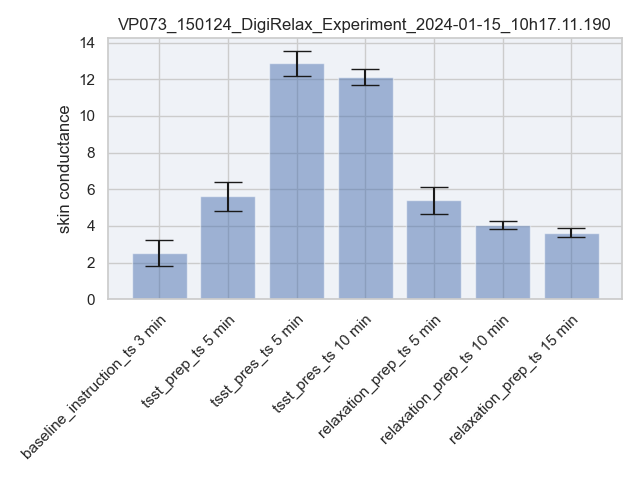 VP073_150124_DigiRelax_Experiment_2024-01-15_10h17.11.190
14
12
10
8
6
4
2
0
skin conductance
baseline_instruction_ts 3 min
tsst_prep_ts 5 min
tsst_pres_ts 5 min
tsst_pres_ts 10 min
relaxation_prep_ts 5 min
relaxation_prep_ts 10 min
relaxation_prep_ts 15 min